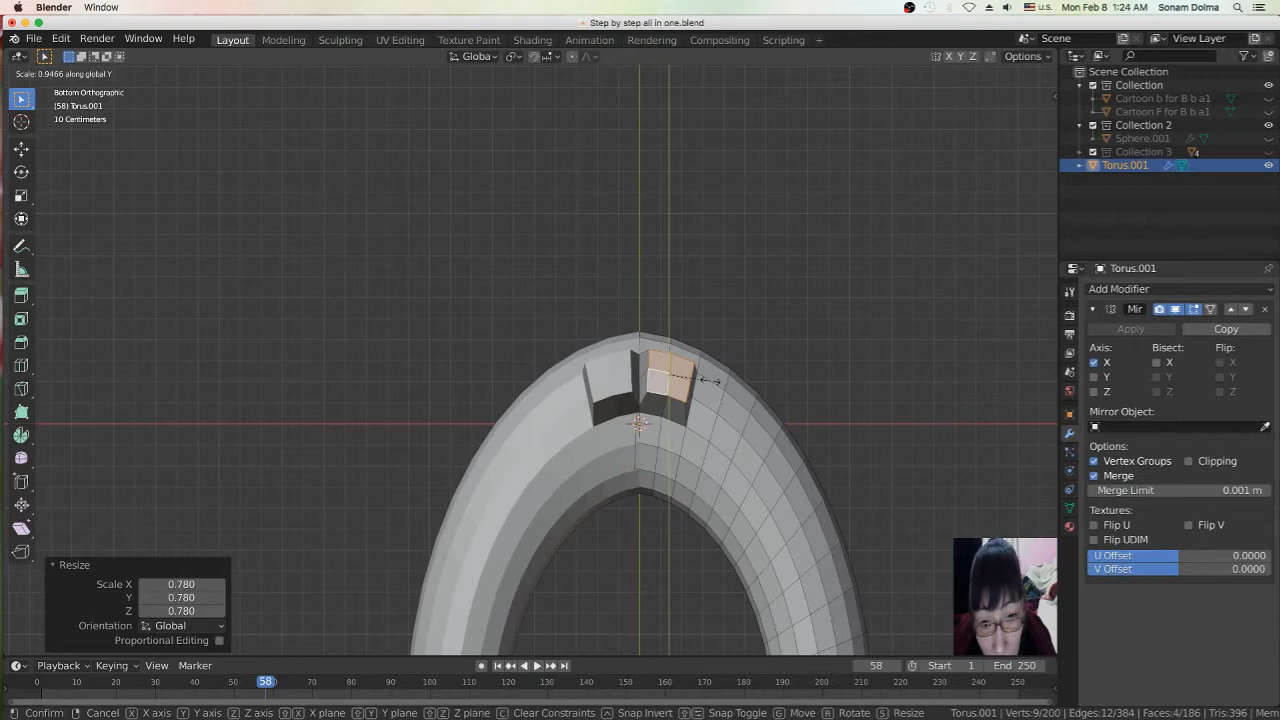 Blender Window U.S. Mon Feb 8 1:24 AM Sonam Dolma
Step by step all in one.blend
File Edit Render Window Help Layout Modeling Sculpting UV Editing Texture Paint Shading Animation Rendering Compositing Scripting + Scene View Layer
Globa X Y Z Options
Scale: 0.9466 along global Y
Bottom Orthographic
(58) Torus.001
10 Centimeters
Scene Collection
Collection
Cartoon b for B b a1
Cartoon F for B b a1
Collection 2
Sphere.001
Collection 3 4
Torus.001
Torus.001
Add Modifier
Mir
Apply Copy
Axis: Bisect: Flip:
X X X
Y Y Y
Z Z Z
Mirror Object:
Options:
Vertex Groups Clipping
Merge
Merge Limit 0.001 m
Textures:
Flip U Flip V
Flip UDIM
U Offset 0.0000
V Offset 0.0000
Resize
Scale X 0.780
Y 0.780
Z 0.780
Orientation Global
Proportional Editing
Playback Keying View Marker 58 Start 1 End 250
0 10 20 30 40 50 58 70 80 90 100 110 120 130 140 150 160 170 180 190 200 210 220 230 240 250
Confirm Cancel X X axis Y Y axis Z Z axis X X plane Y Y plane Z Z plane C Clear Constraints Snap Invert Snap Toggle G Move R Rotate S Resize Torus.001 | Verts:9/200 | Edges:12/384 | Faces:4/186 | Tris:396 | Mem